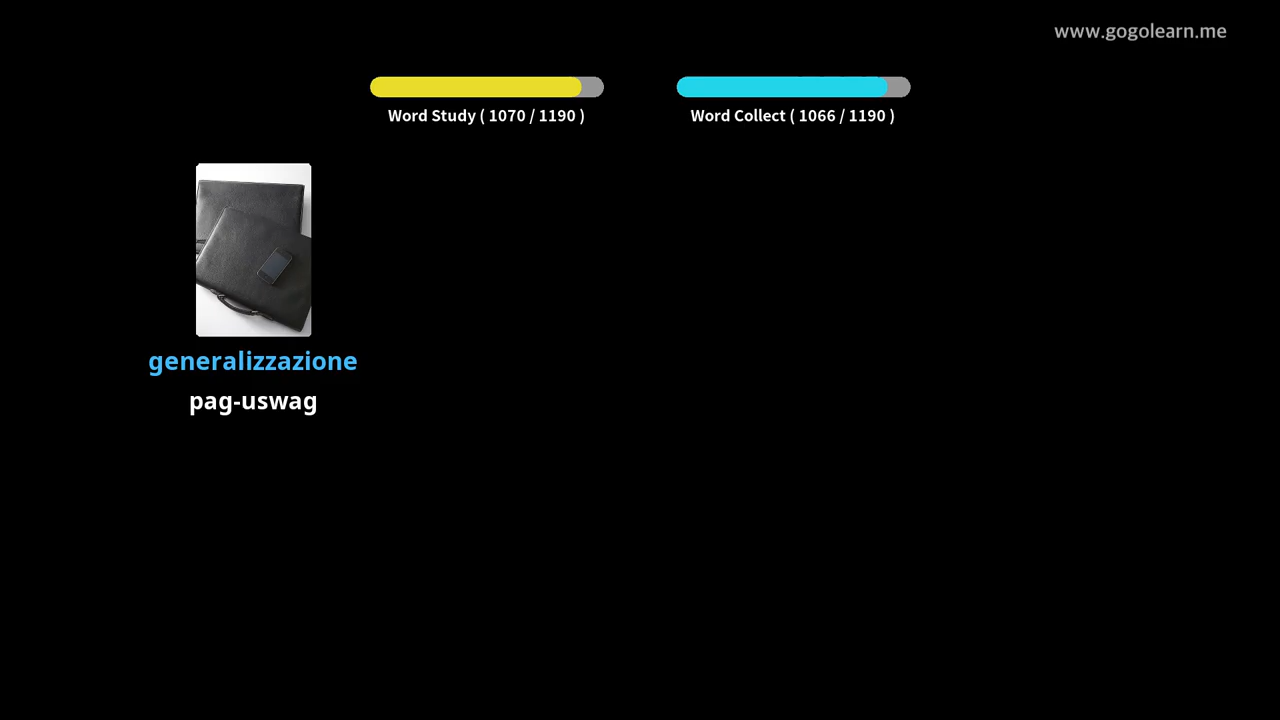 www.gogolearn.me
Word Study ( 1070 / 1190 )
Word Collect ( 1066 / 1190 )
generalizzazione
pag-uswag